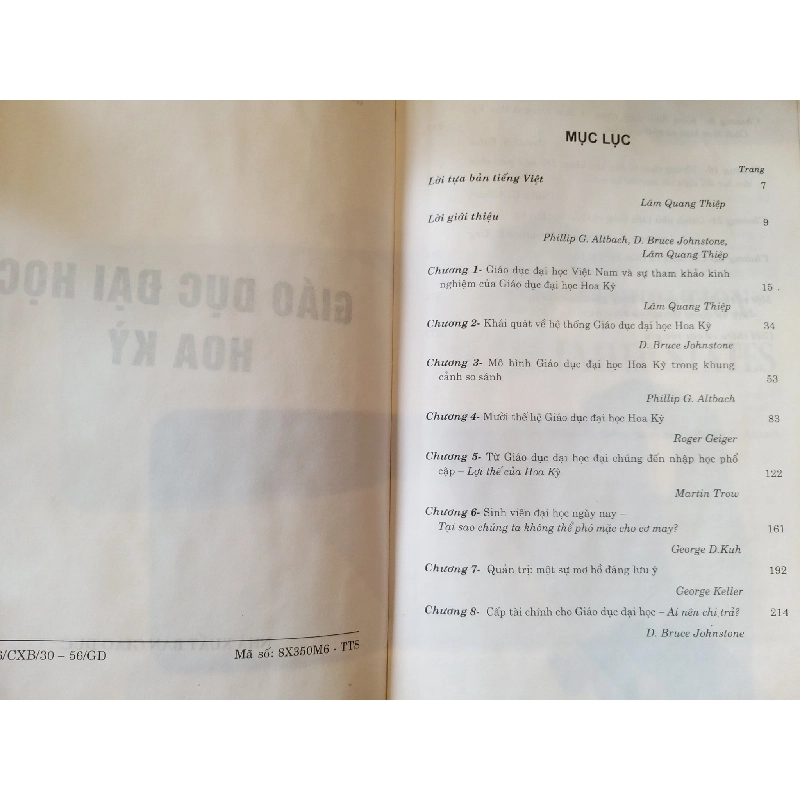 GIÁO DỤC ĐẠI HỌC
HOA KỲ
/CXB/30 – 56/GD
Mã số: 8X350M6 - TTS
MỤC LỤC
Trang
Lời tựa bản tiếng Việt 7
Lâm Quang Thiệp
Lời giới thiệu 9
Phillip G. Altbach, D. Bruce Johnstone,
Lâm Quang Thiệp
Chương 1- Giáo dục đại học Việt Nam và sự tham khảo kinh
nghiệm của Giáo dục đại học Hoa Kỳ 15
Lâm Quang Thiệp
Chương 2- Khái quát về hệ thống Giáo dục đại học Hoa Kỳ 34
D. Bruce Johnstone
Chương 3- Mô hình Giáo dục đại học Hoa Kỳ trong khung
cảnh so sánh 53
Phillip G. Altbach
Chương 4- Mười thế hệ Giáo dục đại học Hoa Kỳ 83
Roger Geiger
Chương 5- Từ Giáo dục đại học đại chúng đến nhập học phổ
cập – Lợi thế của Hoa Kỳ 122
Martin Trow
Chương 6- Sinh viên đại học ngày nay –
Tại sao chúng ta không thể phó mặc cho cơ may? 161
George D.Kuh
Chương 7- Quản trị: một sự mơ hồ đáng lưu ý 192
George Keller
Chương 8- Cấp tài chính cho Giáo dục đại học – Ai nên chi trả? 214
D. Bruce Johnstone